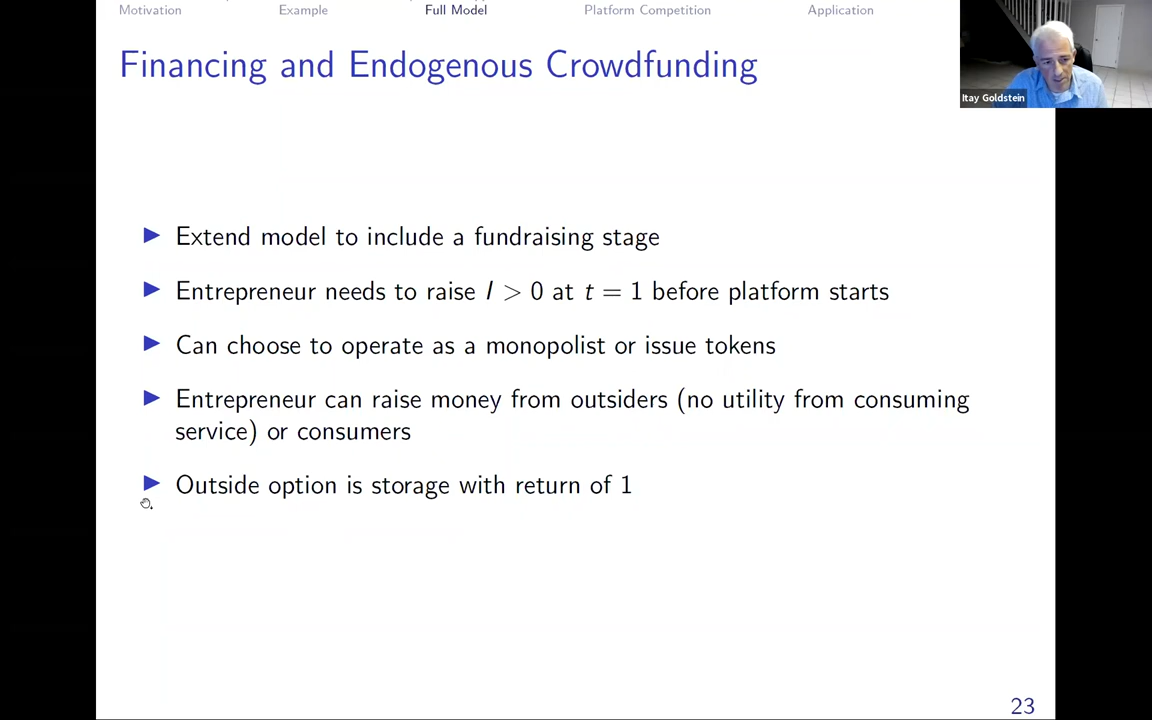 Motivation Example Full Model Platform Competition Application
Financing and Endogenous Crowdfunding
Itay Goldstein
Extend model to include a fundraising stage
Entrepreneur needs to raise I > 0 at t = 1 before platform starts
Can choose to operate as a monopolist or issue tokens
Entrepreneur can raise money from outsiders (no utility from consuming
service) or consumers
Outside option is storage with return of 1
23